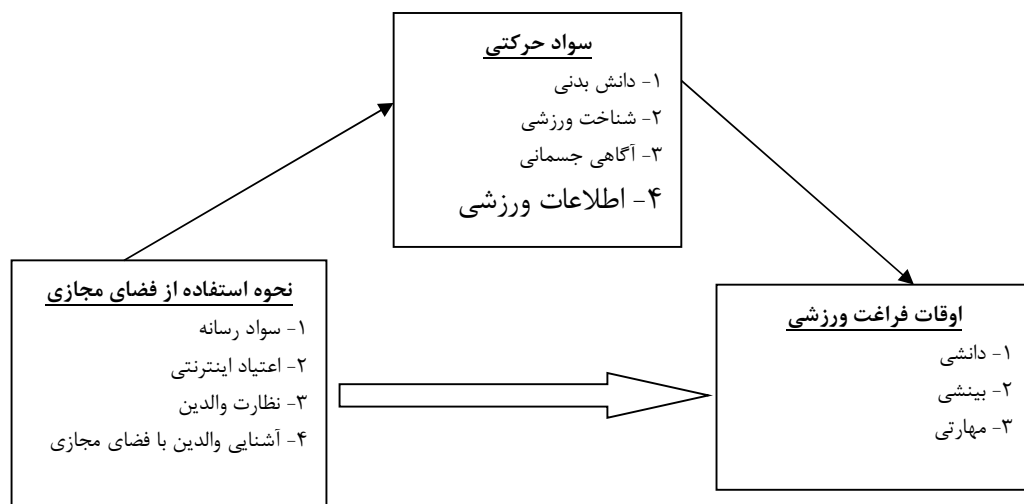 سواد حرکتی
۱- دانش بدنی
۲- شناخت ورزشی
۳- آگاهی جسمانی
۴- اطلاعات ورزشی
نحوه استفاده از فضای مجازی
۱- سواد رسانه
۲- اعتیاد اینترنتی
۳- نظارت والدین
۴- آشنایی والدین با فضای مجازی
اوقات فراغت ورزشی
۱- دانشی
۲- بینشی
۳- مهارتی